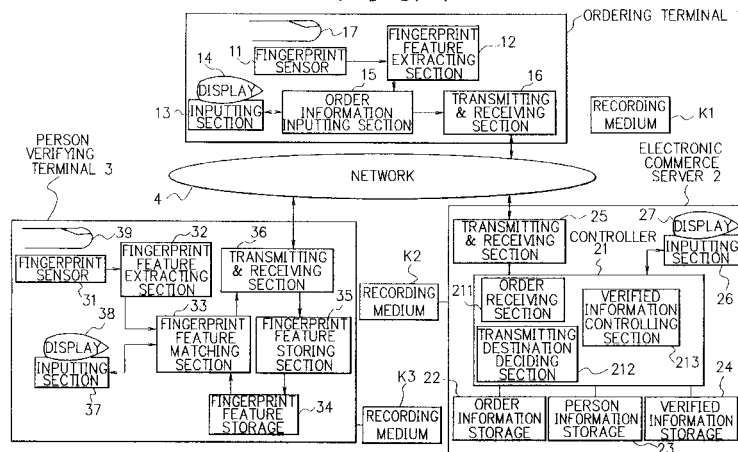 ORDERING TERMINAL
17
14
11
FINGERPRINT
SENSOR
FINGERPRINT
FEATURE
EXTRACTING
SECTION
12
15
16
DISPLAY
13
INPUTTING
SECTION
ORDER
INFORMATION
INPUTTING SECTION
TRANSMITTING
& RECEIVING
SECTION
RECORDING
MEDIUM
K1
PERSON
VERIFYING
TERMINAL 3
ELECTRONIC
COMMERCE
SERVER 2
NETWORK
4
39
32
36
FINGERPRINT
SENSOR
31
FINGERPRINT
FEATURE
EXTRACTING
SECTION
TRANSMITTING
& RECEIVING
SECTION
33
35
38
DISPLAY
INPUTTING
SECTION
37
FINGERPRINT
FEATURE
MATCHING
SECTION
FINGERPRINT
FEATURE
STORING
SECTION
FINGERPRINT
FEATURE
STORAGE
34
K2
RECORDING
MEDIUM
K3
RECORDING
MEDIUM
25
27
TRANSMITTING
& RECEIVING
SECTION
CONTROLLER
21
DISPLAY
INPUTTING
SECTION
26
211
ORDER
RECEIVING
SECTION
VERIFIED
INFORMATION
CONTROLLING
SECTION
213
TRANSMITTING
DESTINATION
DECIDING
SECTION
212
22
24
ORDER
INFORMATION
STORAGE
PERSON
INFORMATION
STORAGE
23
VERIFIED
INFORMATION
STORAGE